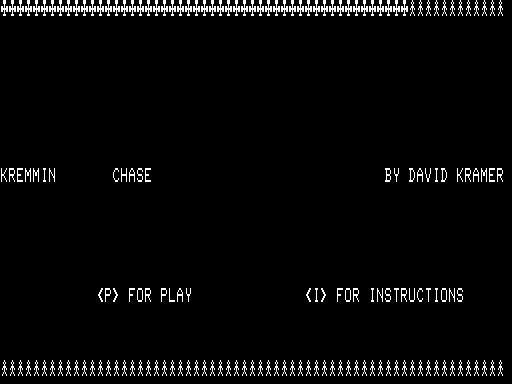 KREMMIN CHASE BY DAVID KRAMER
<P> FOR PLAY <I> FOR INSTRUCTIONS